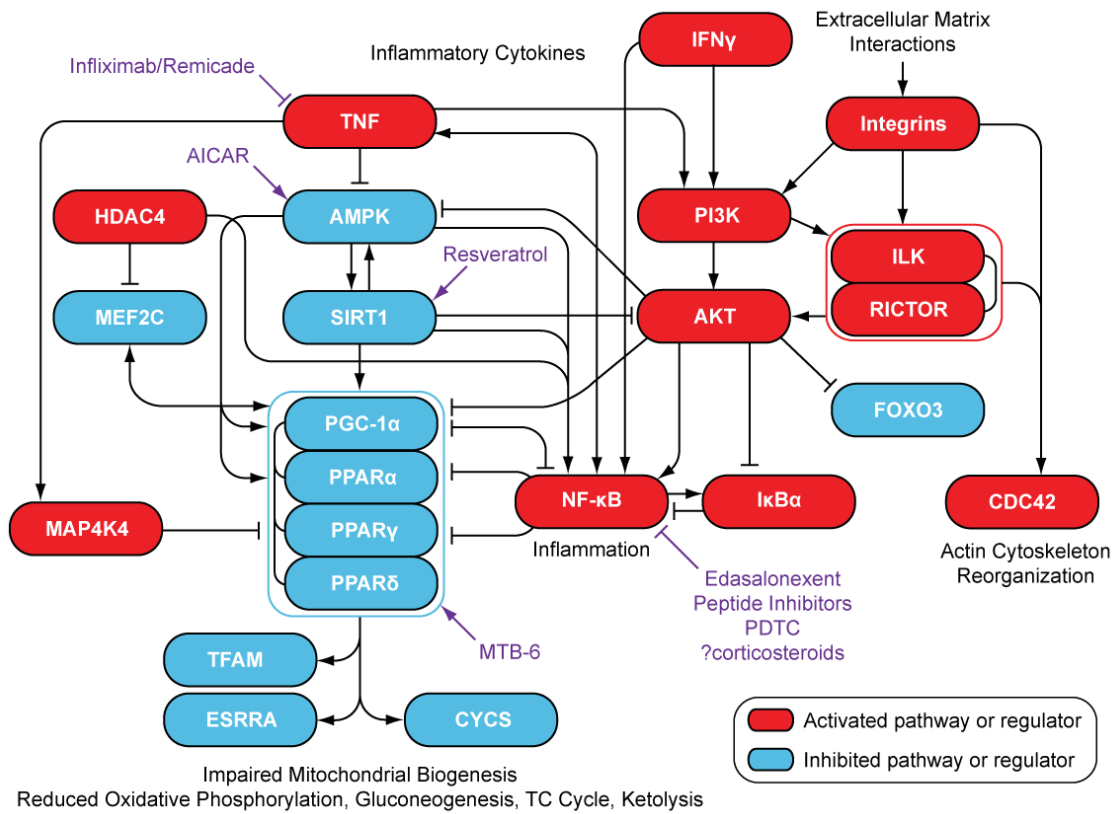 Inflammatory Cytokines
IFNγ
Extracellular Matrix
Interactions
Infliximab/Remicade
TNF
Integrins
AICAR
HDAC4
AMPK
PI3K
Resveratrol
ILK
MEF2C
SIRT1
AKT
RICTOR
PGC-1α
FOXO3
PPARα
NF-κB
IκBα
CDC42
MAP4K4
PPARγ
Inflammation
Actin Cytoskeleton
Reorganization
PPARδ
Edasalonexent
Peptide Inhibitors
PDTC
?corticosteroids
MTB-6
TFAM
ESRRA
CYCS
Activated pathway or regulator
Inhibited pathway or regulator
Impaired Mitochondrial Biogenesis
Reduced Oxidative Phosphorylation, Gluconeogenesis, TC Cycle, Ketolysis